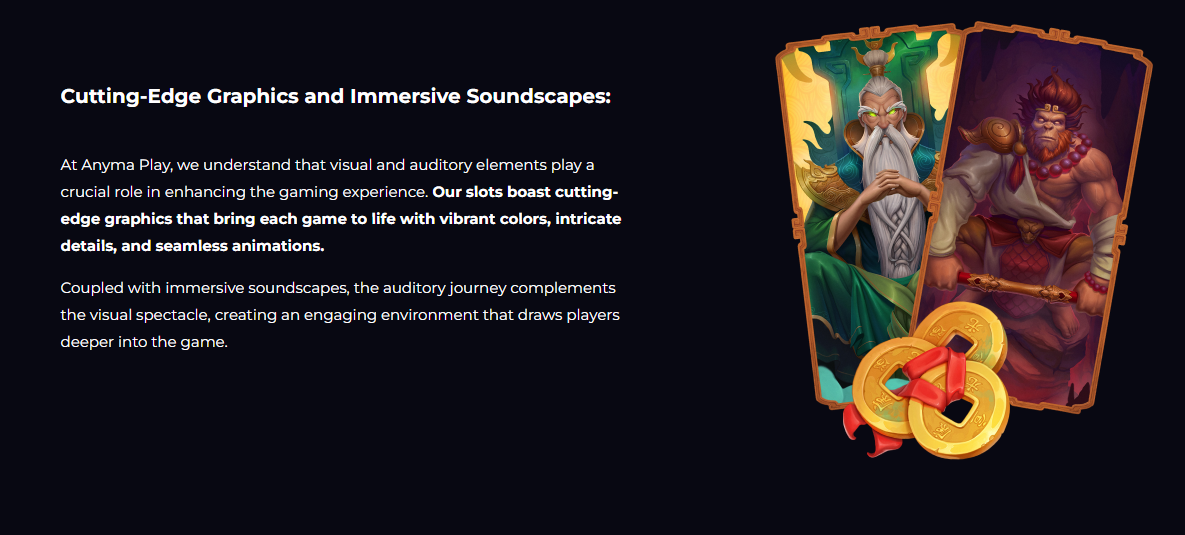 Cutting-Edge Graphics and Immersive Soundscapes:
At Anyma Play, we understand that visual and auditory elements play a
crucial role in enhancing the gaming experience. Our slots boast cutting-
edge graphics that bring each game to life with vibrant colors, intricate
details, and seamless animations.
Coupled with immersive soundscapes, the auditory journey complements
the visual spectacle, creating an engaging environment that draws players
deeper into the game.